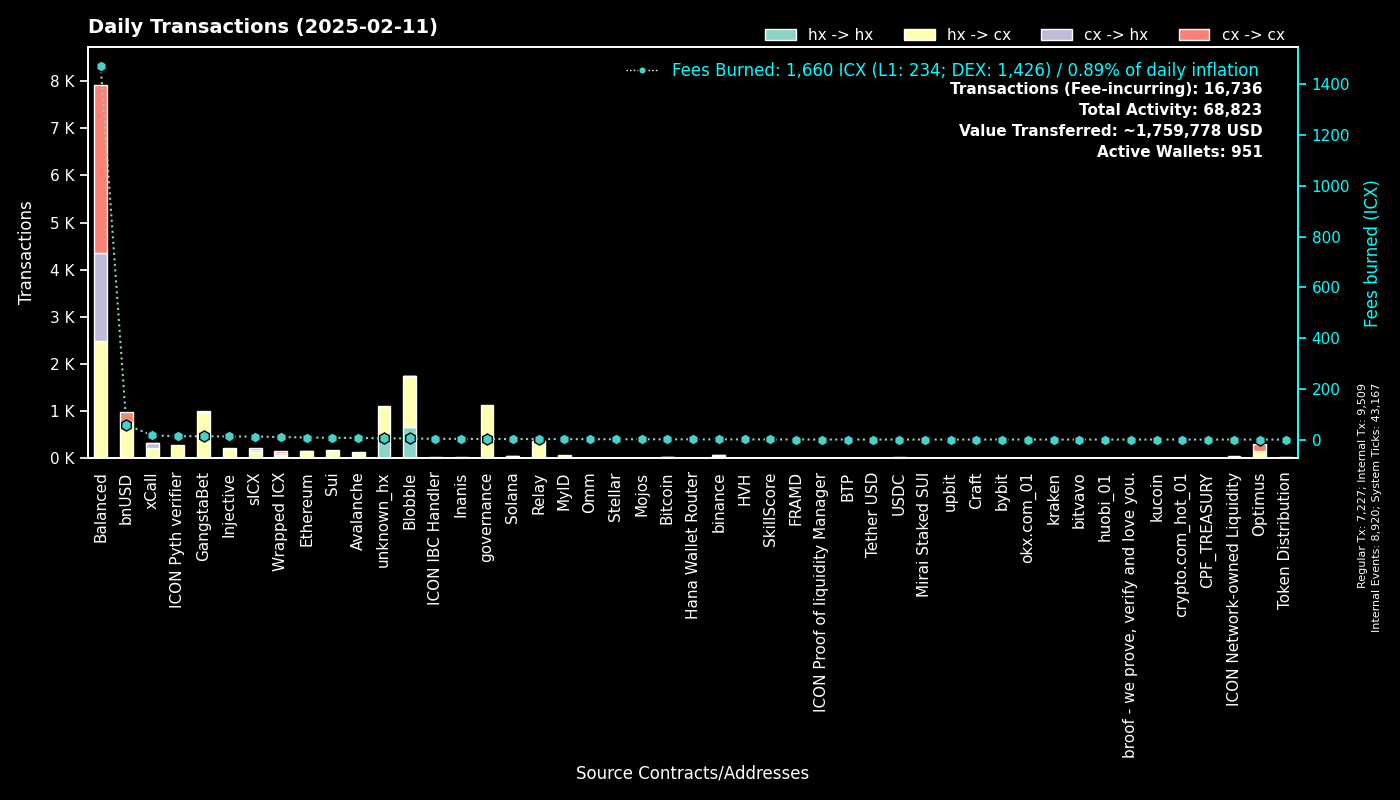 Daily Transactions (2025-02-11)
hx -> hx
hx -> cx
cx -> hx
cx -> cx
Fees Burned: 1,660 ICX (L1: 234; DEX: 1,426) / 0.89% of daily inflation
Transactions (Fee-incurring): 16,736
Total Activity: 68,823
Value Transferred: ~1,759,778 USD
Active Wallets: 951
Transactions
8 K
7 K
6 K
5 K
4 K
3 K
2 K
1 K
0 K
1400
1200
1000
800
600
400
200
0
Fees burned (ICX)
Regular Tx: 7,227; Internal Tx: 9,509
Internal Events: 8,920; System Ticks: 43,167
Balanced
bnUSD
xCall
ICON Pyth verifier
GangstaBet
Injective
sICX
Wrapped ICX
Ethereum
Sui
Avalanche
unknown_hx
Blobble
ICON IBC Handler
Inanis
governance
Solana
Relay
MyID
Omm
Stellar
Mojos
Bitcoin
Hana Wallet Router
binance
HVH
SkillScore
FRAMD
ICON Proof of liquidity Manager
BTP
Tether USD
USDC
Mirai Staked SUI
upbit
Craft
bybit
okx.com_01
kraken
bitvavo
huobi_01
broof - we prove, verify and love you.
kucoin
crypto.com_hot_01
CPF_TREASURY
ICON Network-owned Liquidity
Optimus
Token Distribution
Source Contracts/Addresses